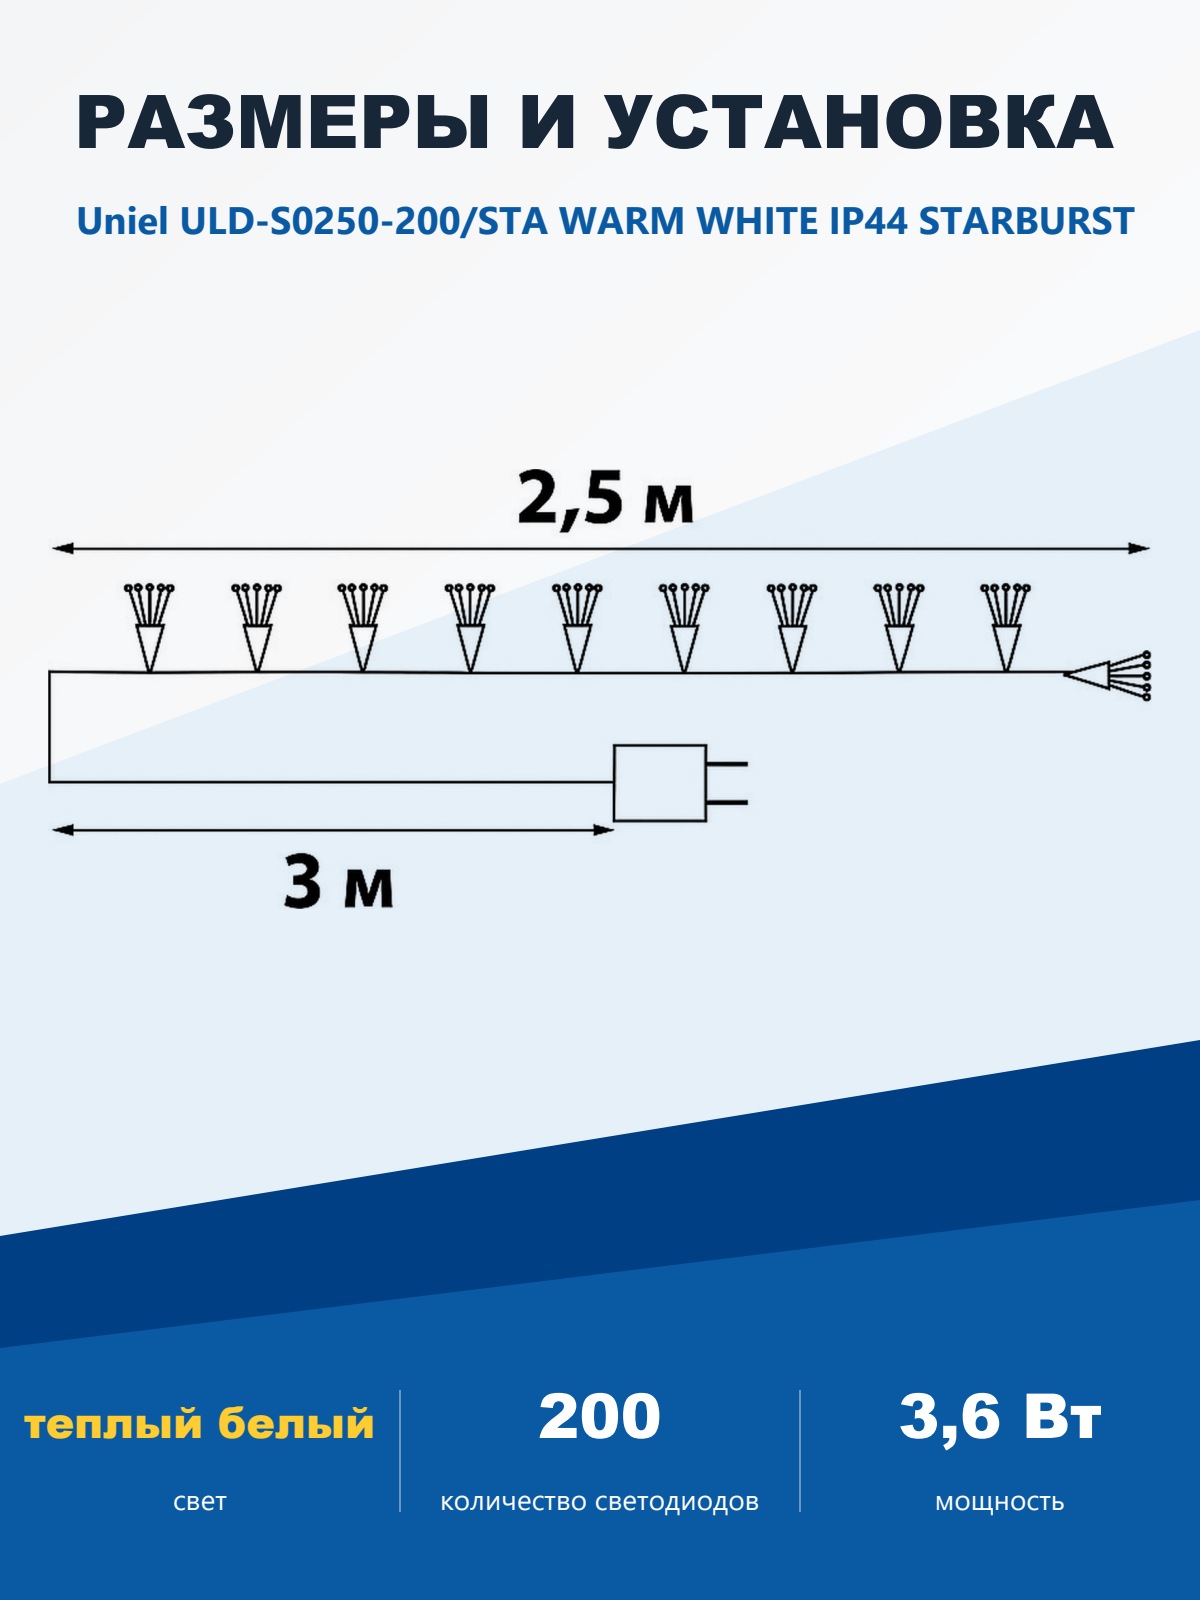 РАЗМЕРЫ И УСТАНОВКА
Uniel ULD-S0250-200/STA WARM WHITE IP44 STARBURST
2,5 м
3 м
теплый белый
свет
200
количество светодиодов
3,6 Вт
мощность